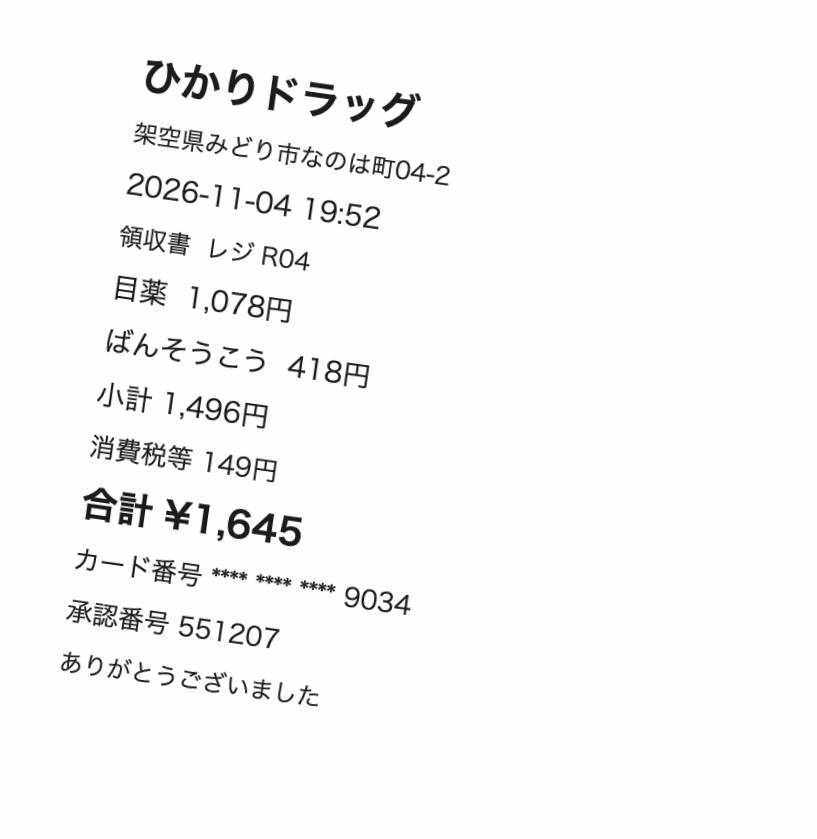 ひかりドラッグ
架空県みどり市なのは町04-2
2026-11-04 19:52
領収書 レジ R04
目薬 1,078円
ばんそうこう 418円
小計 1,496円
消費税等 149円
合計 ¥1,645
カード番号 **** **** **** 9034
承認番号 551207
ありがとうございました